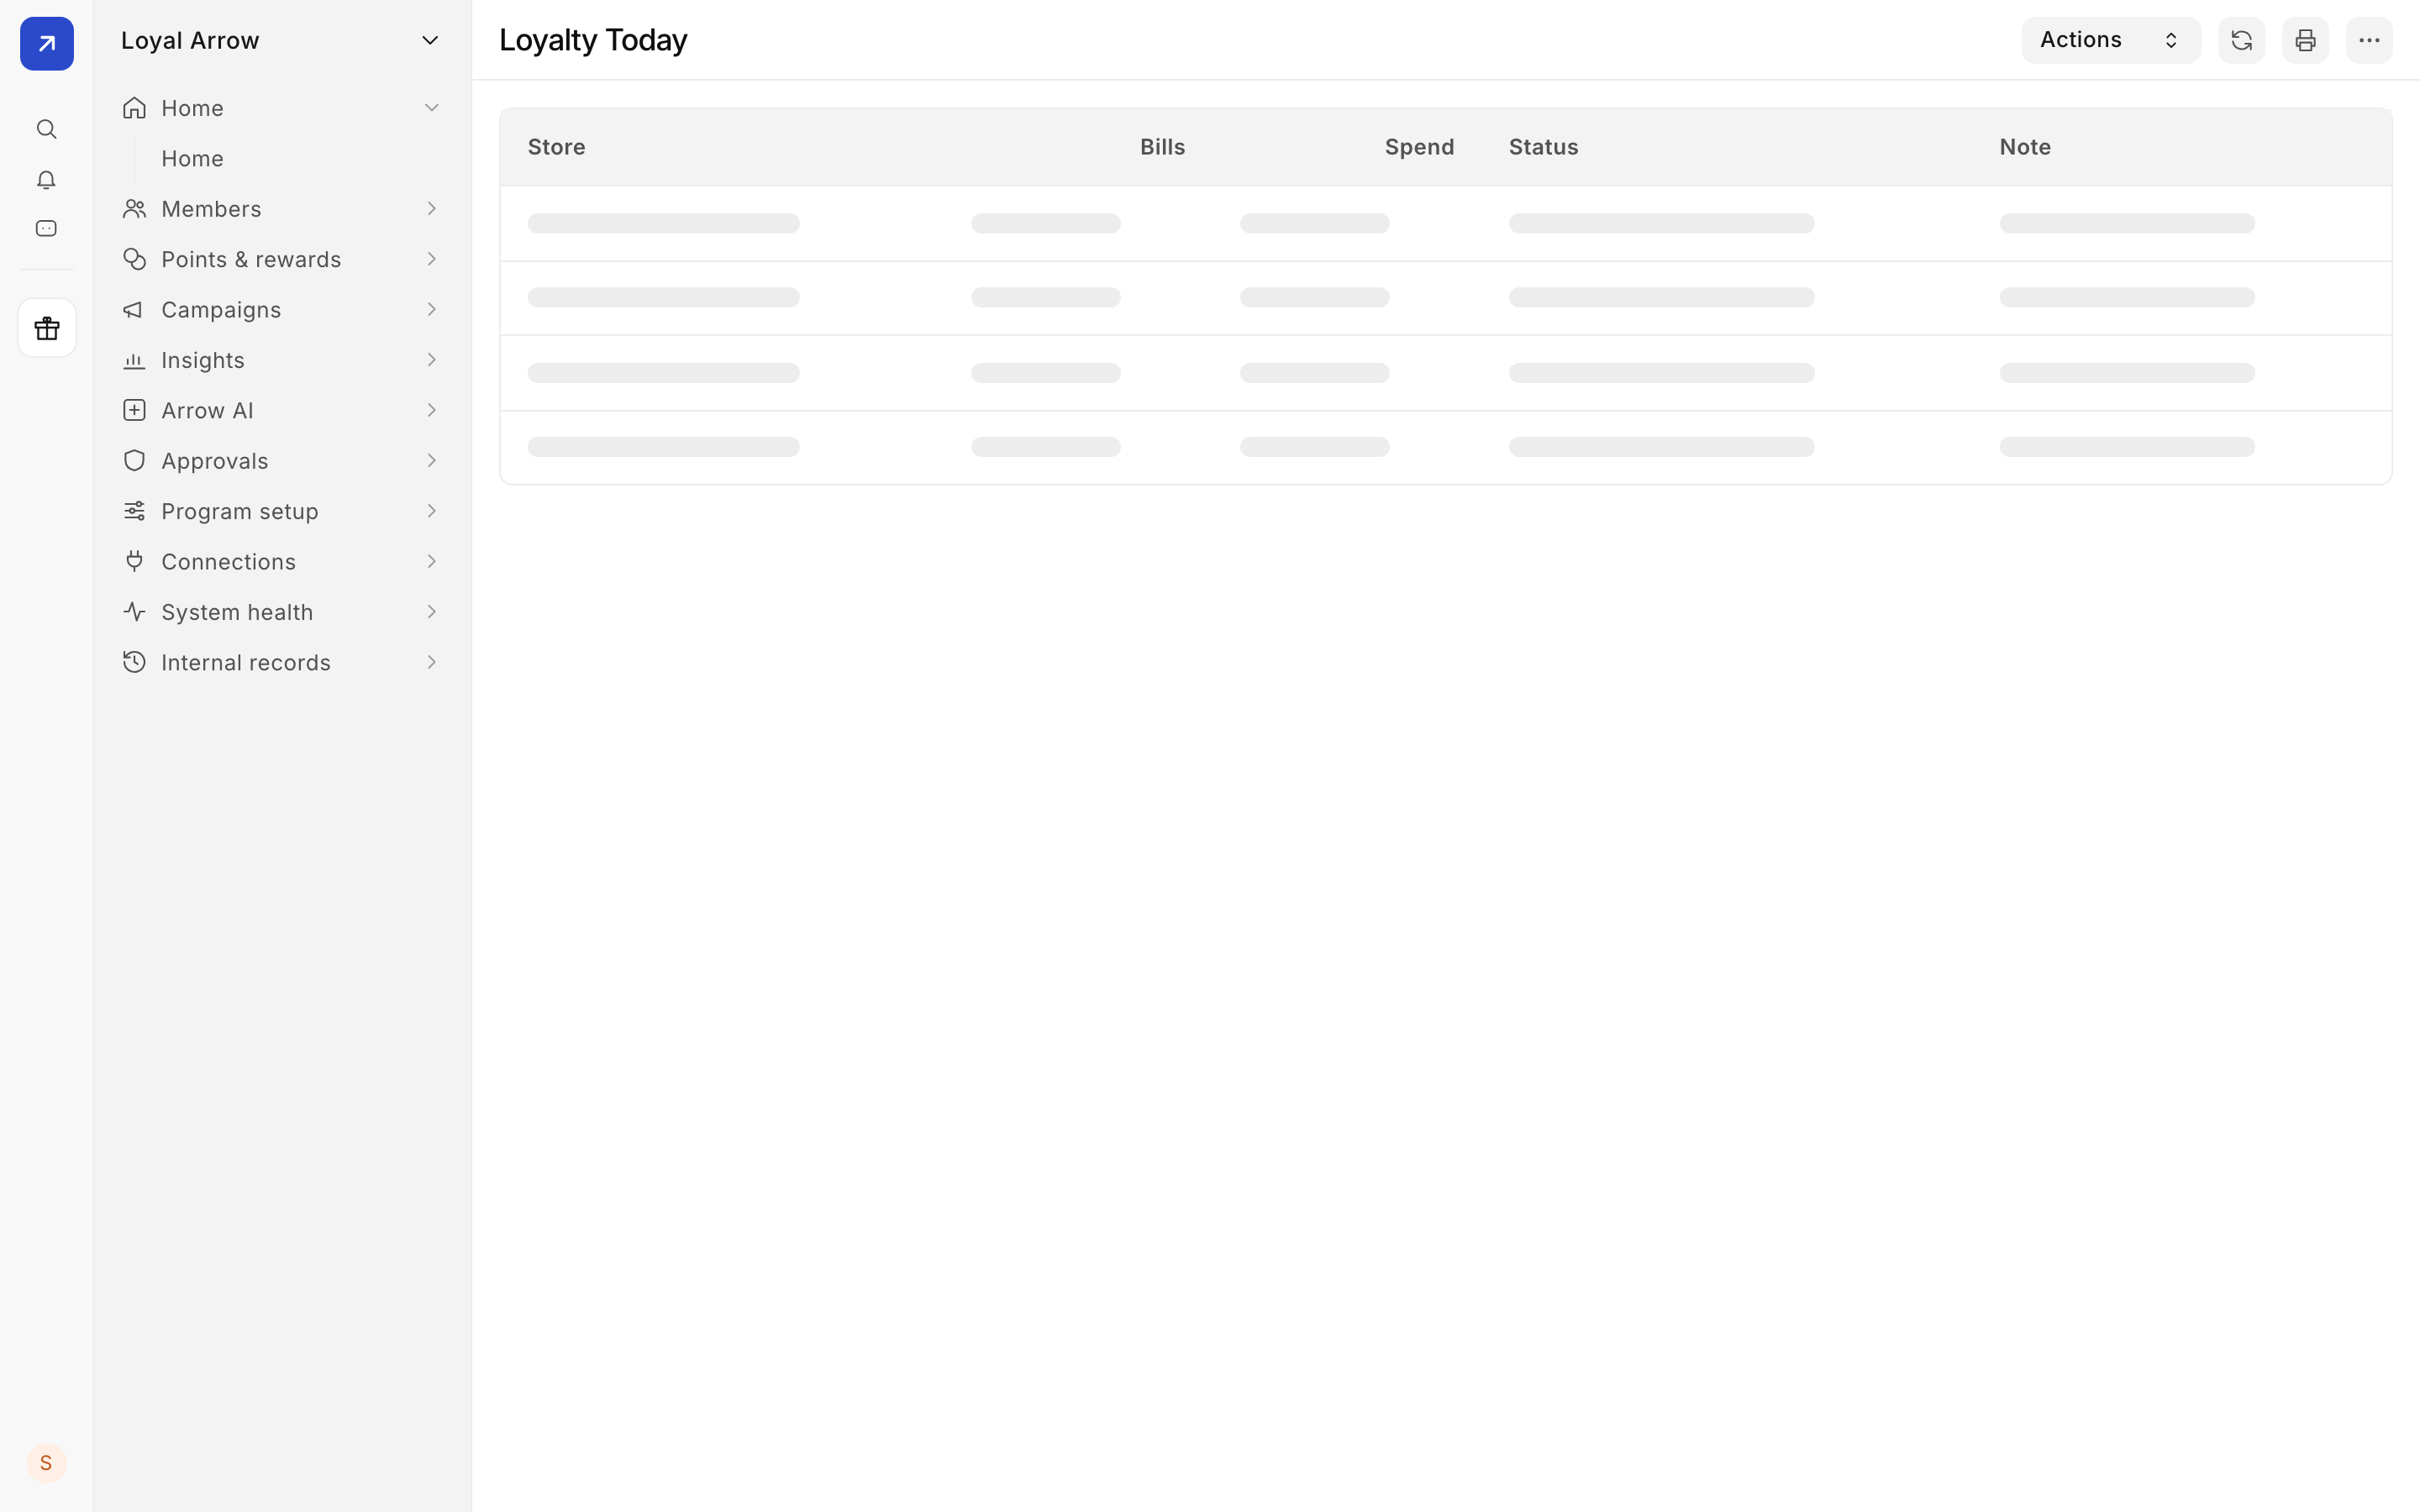 Loyal Arrow
Home
Home
Members
Points & rewards
Campaigns
Insights
Arrow AI
Approvals
Program setup
Connections
System health
Internal records
S
Loyalty Today
Actions
Store Bills Spend Status Note